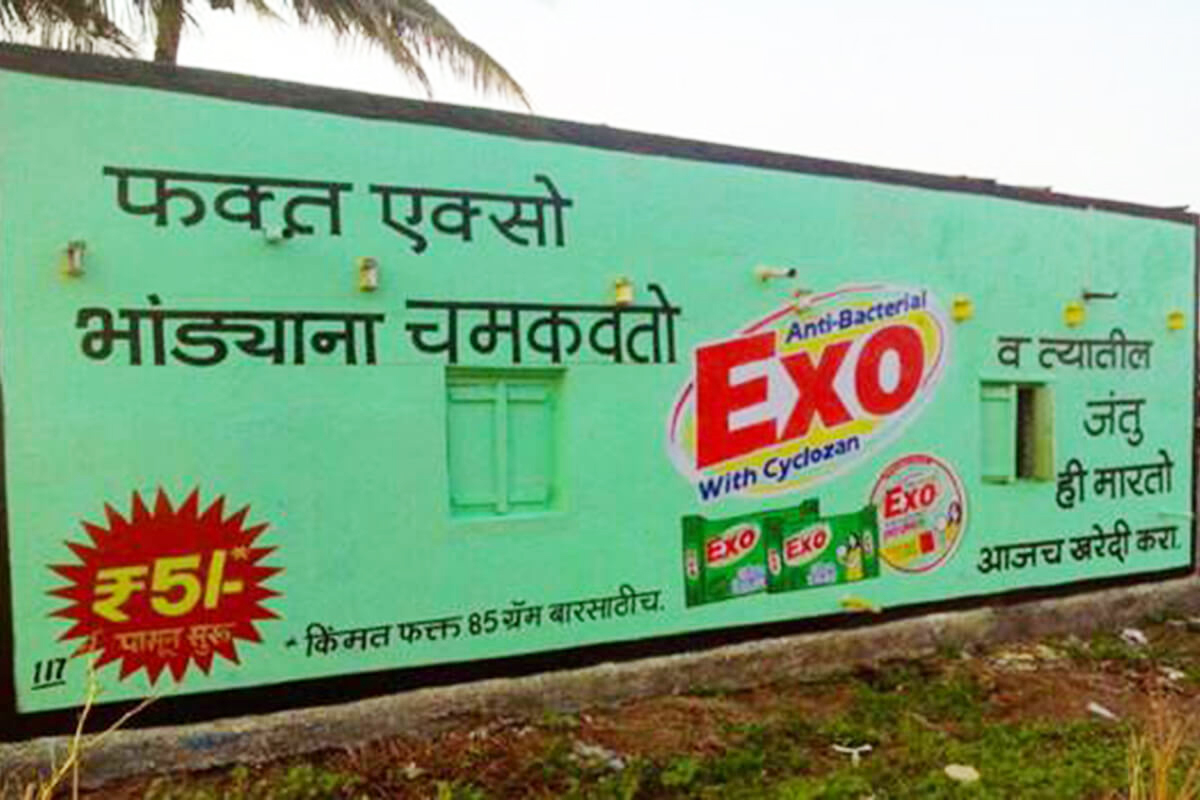 फक्त एक्सो
भांड्याना चमकवतो
Anti-Bacterial
EXO
With Cyclozan
व त्यातील
जंतु
ही मारतो
आजच खरेदी करा.
EXO
EXO
EXO
₹5/-*
पासून सुरू
* किंमत फक्त 85 ग्रॅम बारसाठीच.
117